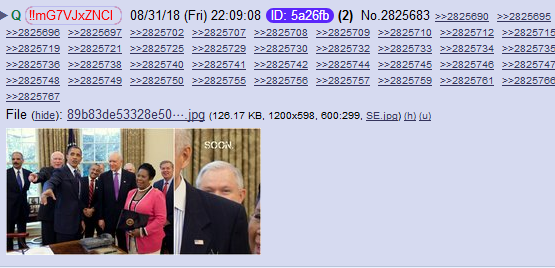 Q !!mG7VJxZNCI 08/31/18 (Fri) 22:09:08 ID: 5a26fb (2) No.2825683 >>2825690 >>2825695
>>2825696 >>2825697 >>2825702 >>2825707 >>2825708 >>2825709 >>2825710 >>2825712 >>2825715
>>2825719 >>2825721 >>2825725 >>2825729 >>2825730 >>2825732 >>2825733 >>2825734 >>2825735
>>2825736 >>2825738 >>2825740 >>2825741 >>2825742 >>2825744 >>2825745 >>2825746 >>2825747
>>2825748 >>2825749 >>2825750 >>2825755 >>2825756 >>2825757 >>2825759 >>2825761 >>2825766
>>2825767
File (hide): 89b83de53328e50⋯.jpg (126.17 KB, 1200x598, 600:299, SE.jpg) (h) (u)
SOON.